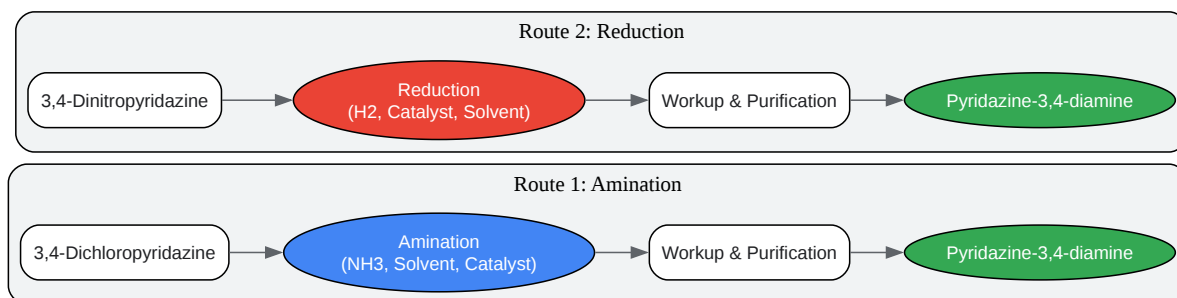 Route 2: Reduction
3,4-Dinitropyridazine
Reduction
(H2, Catalyst, Solvent)
Workup & Purification
Pyridazine-3,4-diamine
Route 1: Amination
3,4-Dichloropyridazine
Amination
(NH3, Solvent, Catalyst)
Workup & Purification
Pyridazine-3,4-diamine